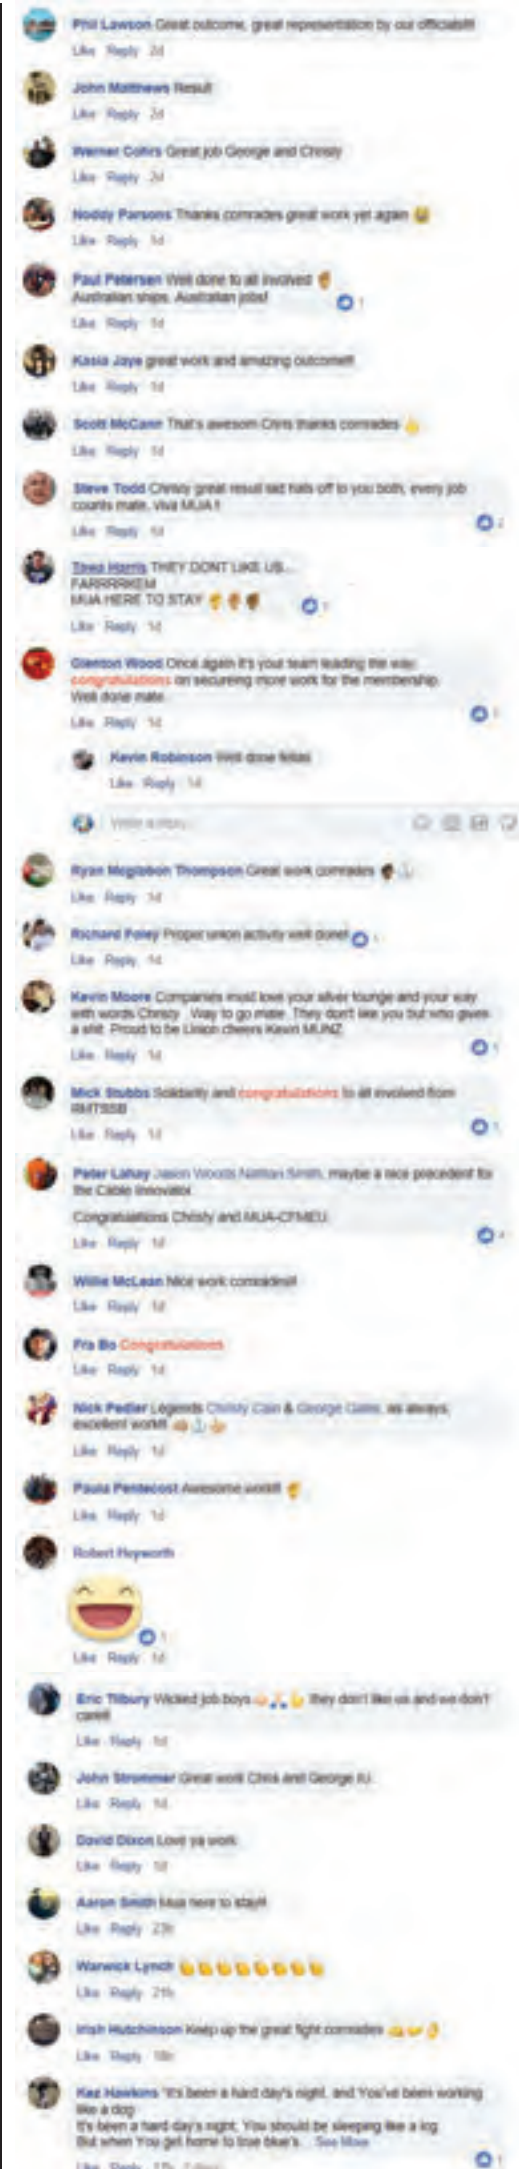 Phil Lawson Great outcome, great representation by our officials!!!
Like Reply 2d
John Matthews Result
Like Reply 2d
Werner Cohrs Great job George and Christy
Like Reply 2d
Noddy Parsons Thanks comrades great work yet again
Like Reply 1d
Paul Petersen Well done to all involved
Australian ships, Australian jobs!
Like Reply 1d
Kasia Jaye great work and amazing outcome!!!
Like Reply 1d
Scott McCann That's awesom Chris thanks comrades
Like Reply 1d
Steve Todd Christy great result lad hats off to you both, every job
counts mate, viva MUA !!
Like Reply 1d
Harris THEY DONT LIKE US...
FARRRRKEM
MUA HERE TO STAY
Like Reply 1d
Glenton Wood Once again it's your team leading the way
congratulations on secureing more work for the membership.
Well done mate
Like Reply 1d
Kevin Robinson Well done fellas
Like Reply 1d
Write a reply...
Ryan Thompson Great work comrades
Like Reply 1d
Richard Foley Proper union activity well done!!
Like Reply 1d
Kevin Moore Companies must love your silver tounge and your way
with words Christy . Way to go mate. They don't like you but who gives
a shit. Proud to be Union cheers Kevin MUNZ
Like Reply 1d
Mick Stubbs Solidarity and congratulations to all involved from
RMTSSB
Like Reply 1d
Peter Lahay Jason Woods Nathan Smith, maybe a nice precedent for
the Cable Innovator.
Congratulations Christy and MUA-CFMEU.
Like Reply 1d
Willie McLean Nice work comrades!!
Like Reply 1d
Fra Bo Congratulations
Like Reply 1d
Nick Pedler Legends Christy Cain & George Gakis, as always,
excellent work!!!
Like Reply 1d
Paula Pentecost Awesome work!!!
Like Reply 1d
Robert Heyworth
Like Reply 1d
Eric Tilbury Wicked job boys they don't like us and we don't
care!!
Like Reply 1d
John Strommer Great work Chris and George IU.
Like Reply 1d
David Dixon Love ya work
Like Reply 1d
Aaron Smith Mua here to stay!!
Like Reply 23h
Warwick Lynch
Like Reply 21h
Irish Hutchinson Keep up the great fight comrades
Like Reply 18h
Kaz Hawkins "It's been a hard day's night, and You've been working
like a dog
It's been a hard day's night, You should be sleeping like a log
But when You get home to true blue's... See More
Like Reply 17h